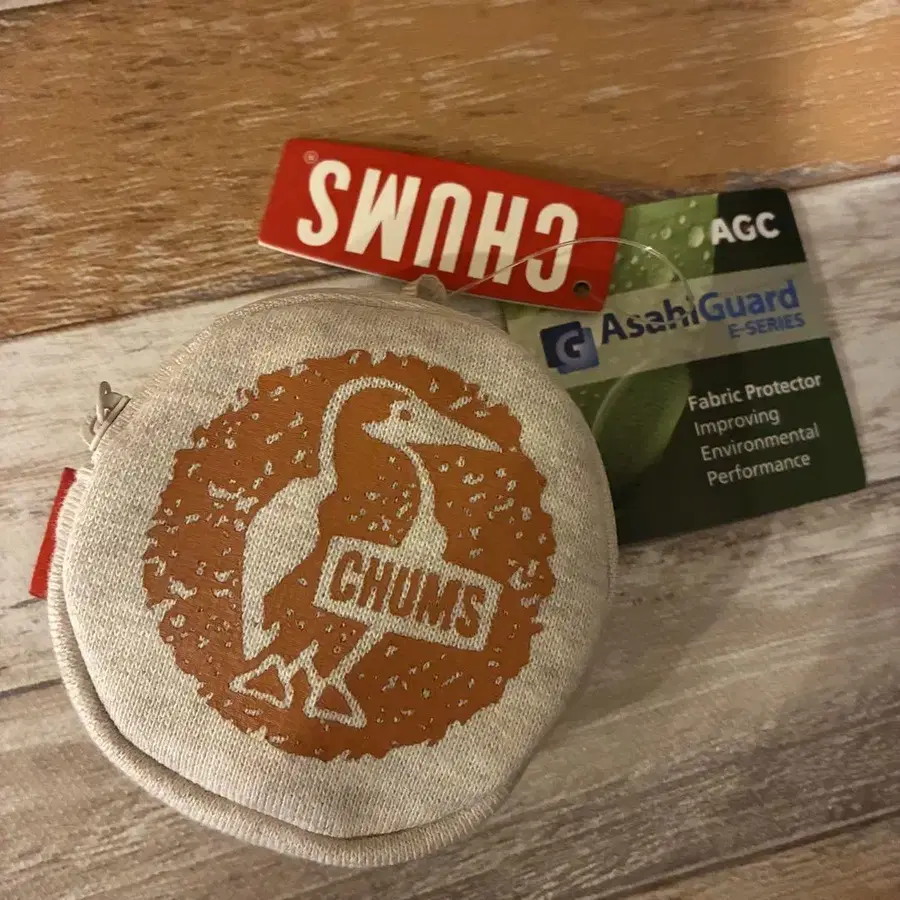 CHUMS®
AGC
AsahiGuard
E-SERIES
Fabric Protector
Improving
Environmental
Performance
CHUMS